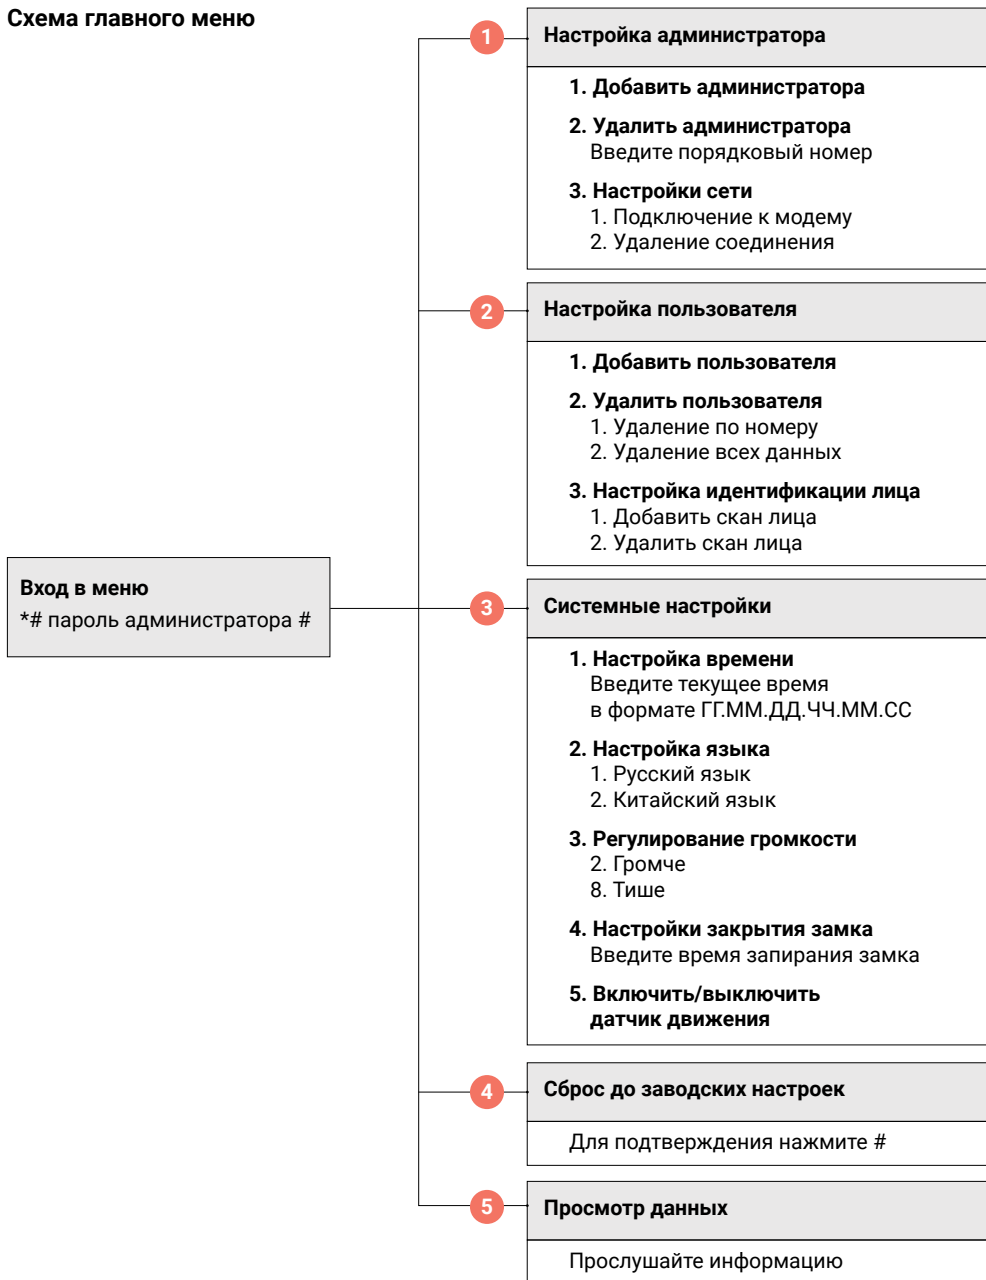 Схема главного меню
1
Настройка администратора
1. Добавить администратора
2. Удалить администратора
Введите порядковый номер
3. Настройки сети
1. Подключение к модему
2. Удаление соединения
2
Настройка пользователя
1. Добавить пользователя
2. Удалить пользователя
1. Удаление по номеру
2. Удаление всех данных
3. Настройка идентификации лица
1. Добавить скан лица
2. Удалить скан лица
Вход в меню
*# пароль администратора #
3
Системные настройки
1. Настройка времени
Введите текущее время
в формате ГГ.ММ.ДД.ЧЧ.ММ.СС
2. Настройка языка
1. Русский язык
2. Китайский язык
3. Регулирование громкости
2. Громче
8. Тише
4. Настройки закрытия замка
Введите время запирания замка
5. Включить/выключить
датчик движения
4
Сброс до заводских настроек
Для подтверждения нажмите #
5
Просмотр данных
Прослушайте информацию